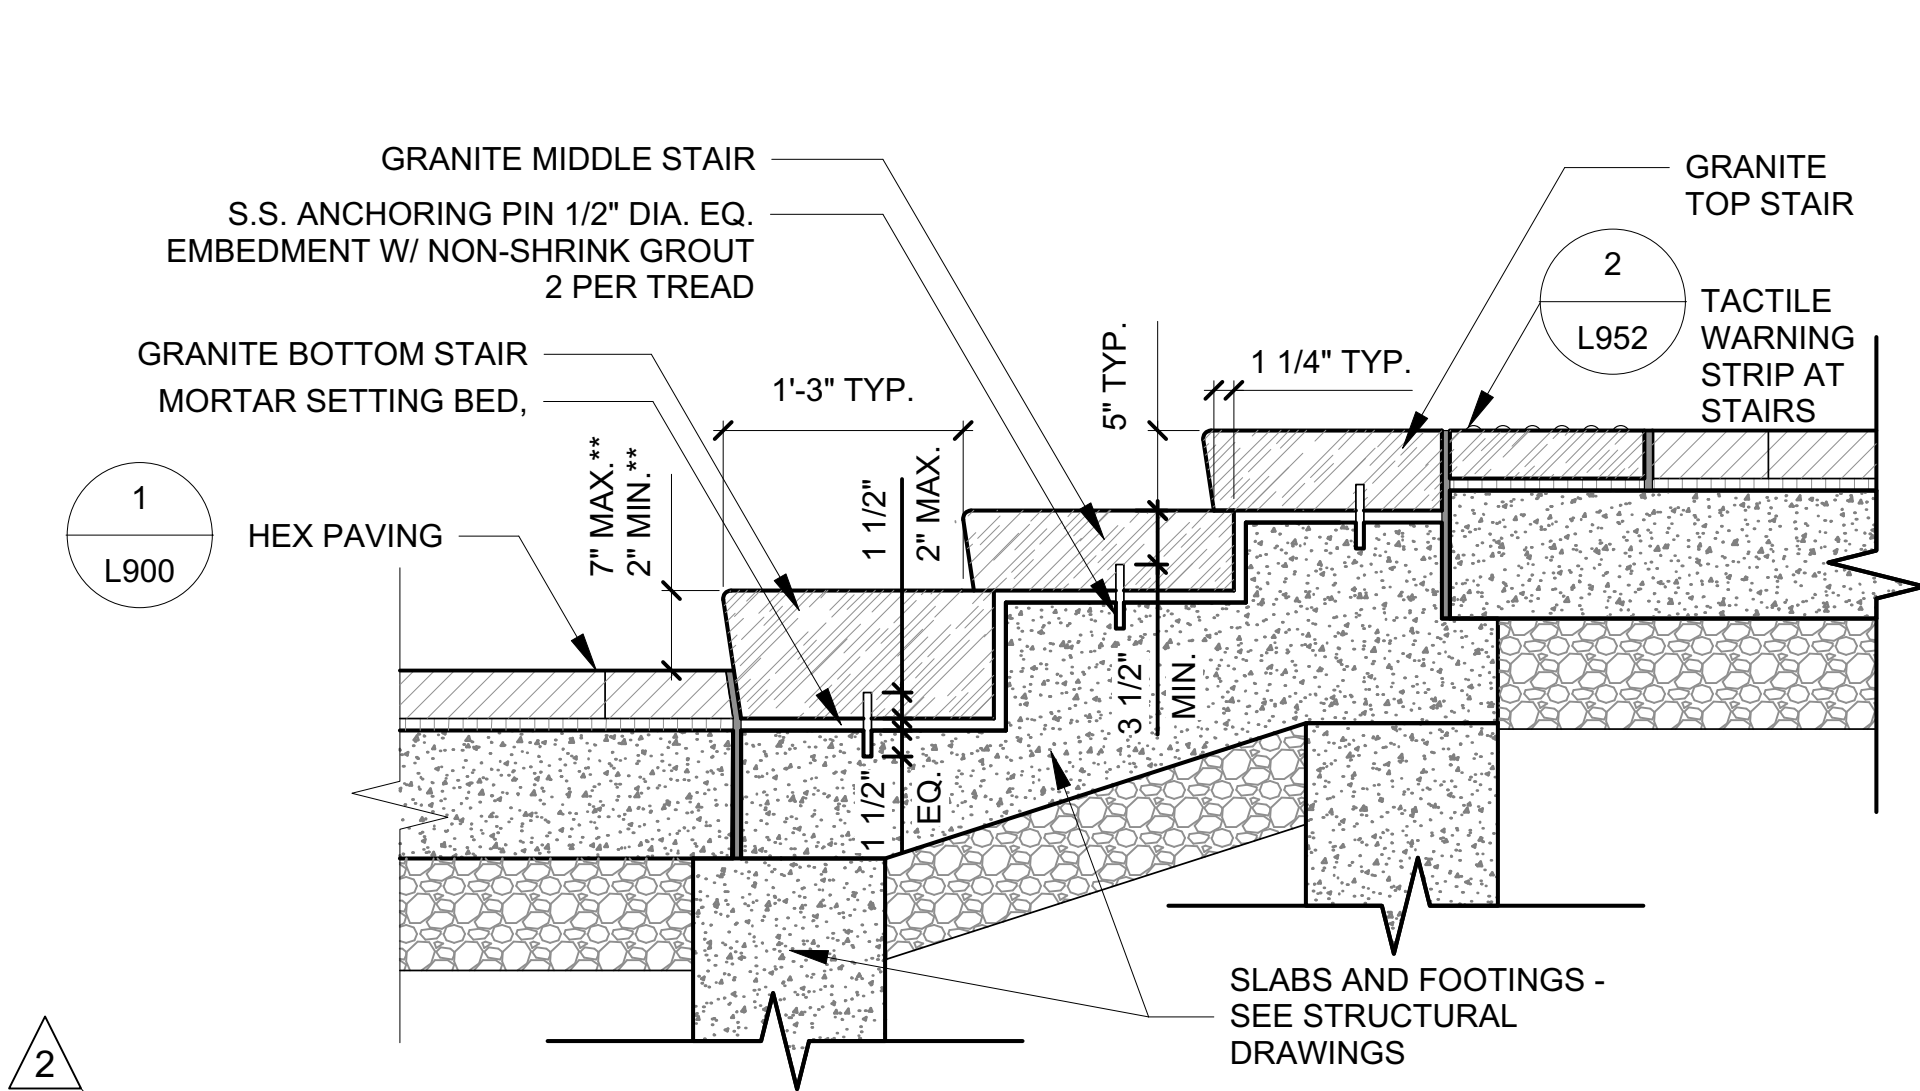 GRANITE MIDDLE STAIR
S.S. ANCHORING PIN 1/2" DIA. EQ.
EMBEDMENT W/ NON-SHRINK GROUT
2 PER TREAD
GRANITE BOTTOM STAIR
MORTAR SETTING BED,
1
L900
HEX PAVING
7" MAX.**
2" MIN.**
1'-3" TYP.
1 1/2"
2" MAX.
1 1/2"
EQ.
5" TYP.
3 1/2"
MIN.
1 1/4" TYP.
GRANITE
TOP STAIR
2
L952
TACTILE
WARNING
STRIP AT
STAIRS
SLABS AND FOOTINGS -
SEE STRUCTURAL
DRAWINGS
2